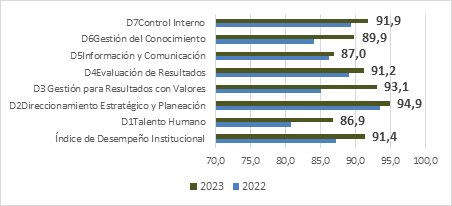 D7Control Interno 91,9
D6Gestión del Conocimiento 89,9
D5Información y Comunicación 87,0
D4Evaluación de Resultados 91,2
D3 Gestión para Resultados con Valores 93,1
D2Direccionamiento Estratégico y Planeación 94,9
D1Talento Humano 86,9
Índice de Desempeño Institucional 91,4
70,0 75,0 80,0 85,0 90,0 95,0 100,0
2023 2022